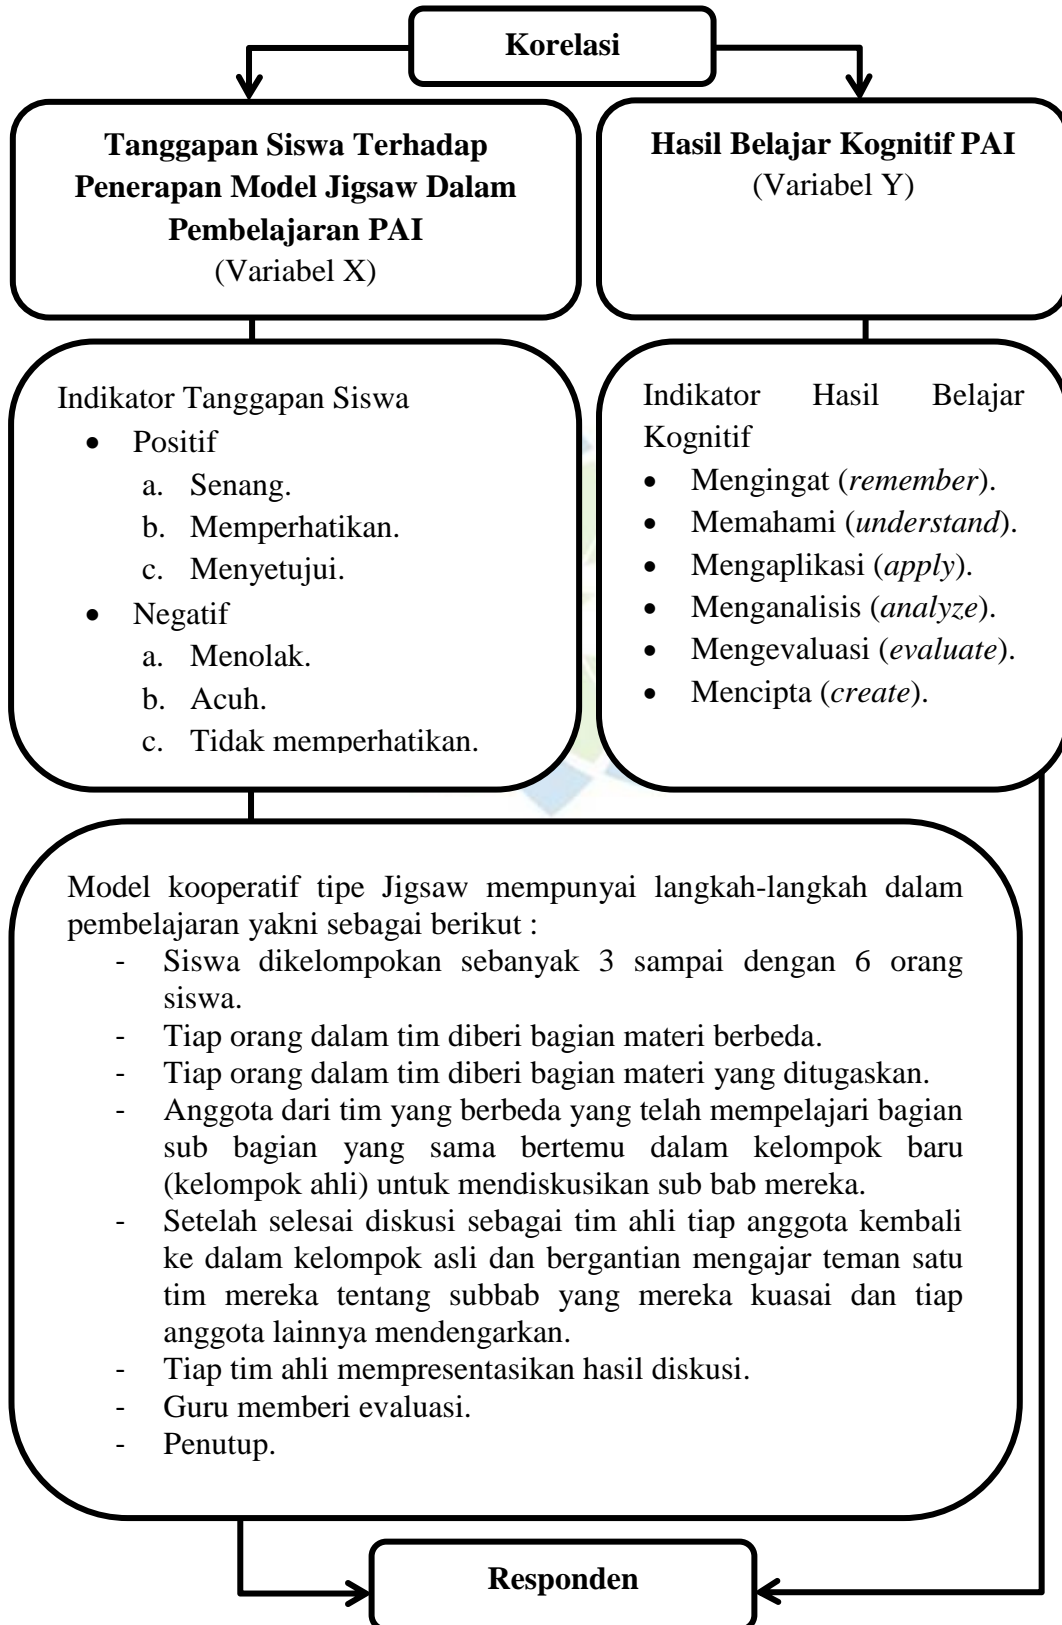 Korelasi
Tanggapan Siswa Terhadap
Penerapan Model Jigsaw Dalam
Pembelajaran PAI
(Variabel X)
Hasil Belajar Kognitif PAI
(Variabel Y)
Indikator Tanggapan Siswa
• Positif
a. Senang.
b. Memperhatikan.
c. Menyetujui.
• Negatif
a. Menolak.
b. Acuh.
c. Tidak memperhatikan.
Indikator Hasil Belajar
Kognitif
• Mengingat (remember).
• Memahami (understand).
• Mengaplikasi (apply).
• Menganalisis (analyze).
• Mengevaluasi (evaluate).
• Mencipta (create).
Model kooperatif tipe Jigsaw mempunyai langkah-langkah dalam
pembelajaran yakni sebagai berikut :
- Siswa dikelompokan sebanyak 3 sampai dengan 6 orang
siswa.
- Tiap orang dalam tim diberi bagian materi berbeda.
- Tiap orang dalam tim diberi bagian materi yang ditugaskan.
- Anggota dari tim yang berbeda yang telah mempelajari bagian
sub bagian yang sama bertemu dalam kelompok baru
(kelompok ahli) untuk mendiskusikan sub bab mereka.
- Setelah selesai diskusi sebagai tim ahli tiap anggota kembali
ke dalam kelompok asli dan bergantian mengajar teman satu
tim mereka tentang subbab yang mereka kuasai dan tiap
anggota lainnya mendengarkan.
- Tiap tim ahli mempresentasikan hasil diskusi.
- Guru memberi evaluasi.
- Penutup.
Responden